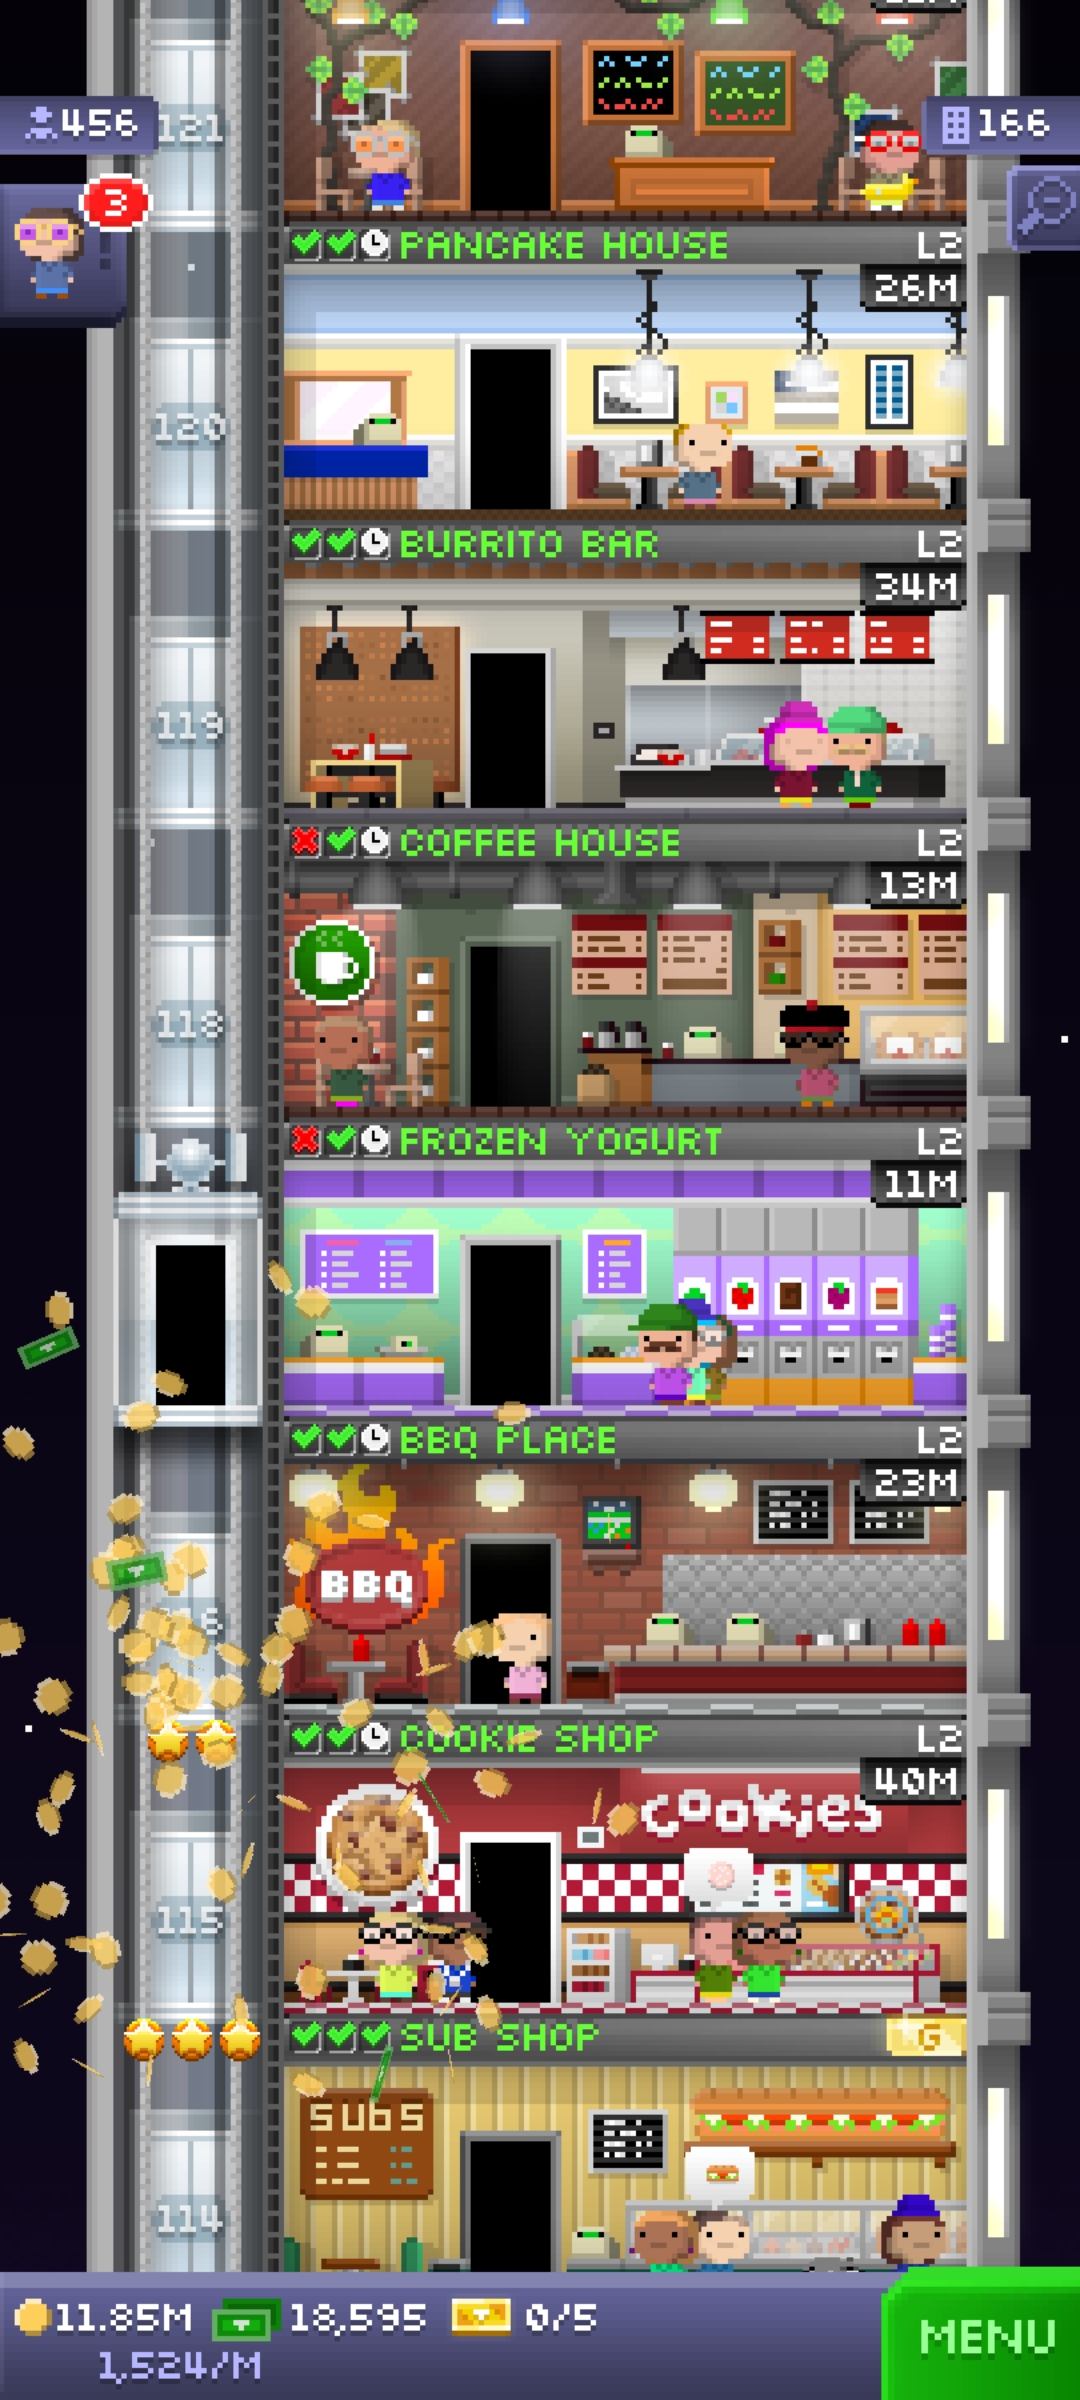 456
121
166
3
PANCAKE HOUSE L2
26M
120
BURRITO BAR L2
34M
119
COFFEE HOUSE L2
13M
118
FROZEN YOGURT L2
11M
BBQ PLACE L2
23M
BBQ
COOKIE SHOP L2
40M
COOKIES
115
SUB SHOP G
SUBS
114
11.85M 18,595 0/5
1,524/M
MENU